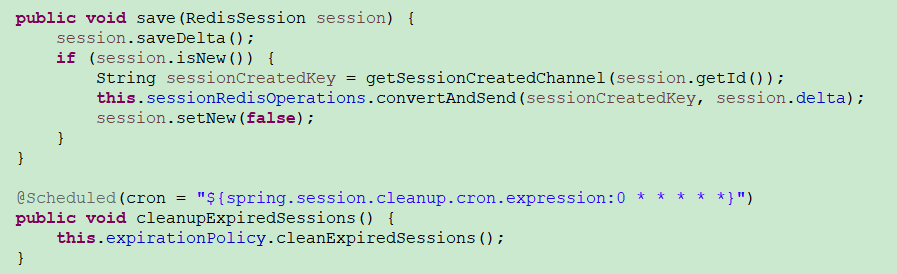 public void save(RedisSession session) {
    session.saveDelta();
    if (session.isNew()) {
        String sessionCreatedKey = getSessionCreatedChannel(session.getId());
        this.sessionRedisOperations.convertAndSend(sessionCreatedKey, session.delta);
        session.setNew(false);
    }
}

@Scheduled(cron = "${spring.session.cleanup.cron.expression:0 * * * * *}")
public void cleanupExpiredSessions() {
    this.expirationPolicy.cleanExpiredSessions();
}